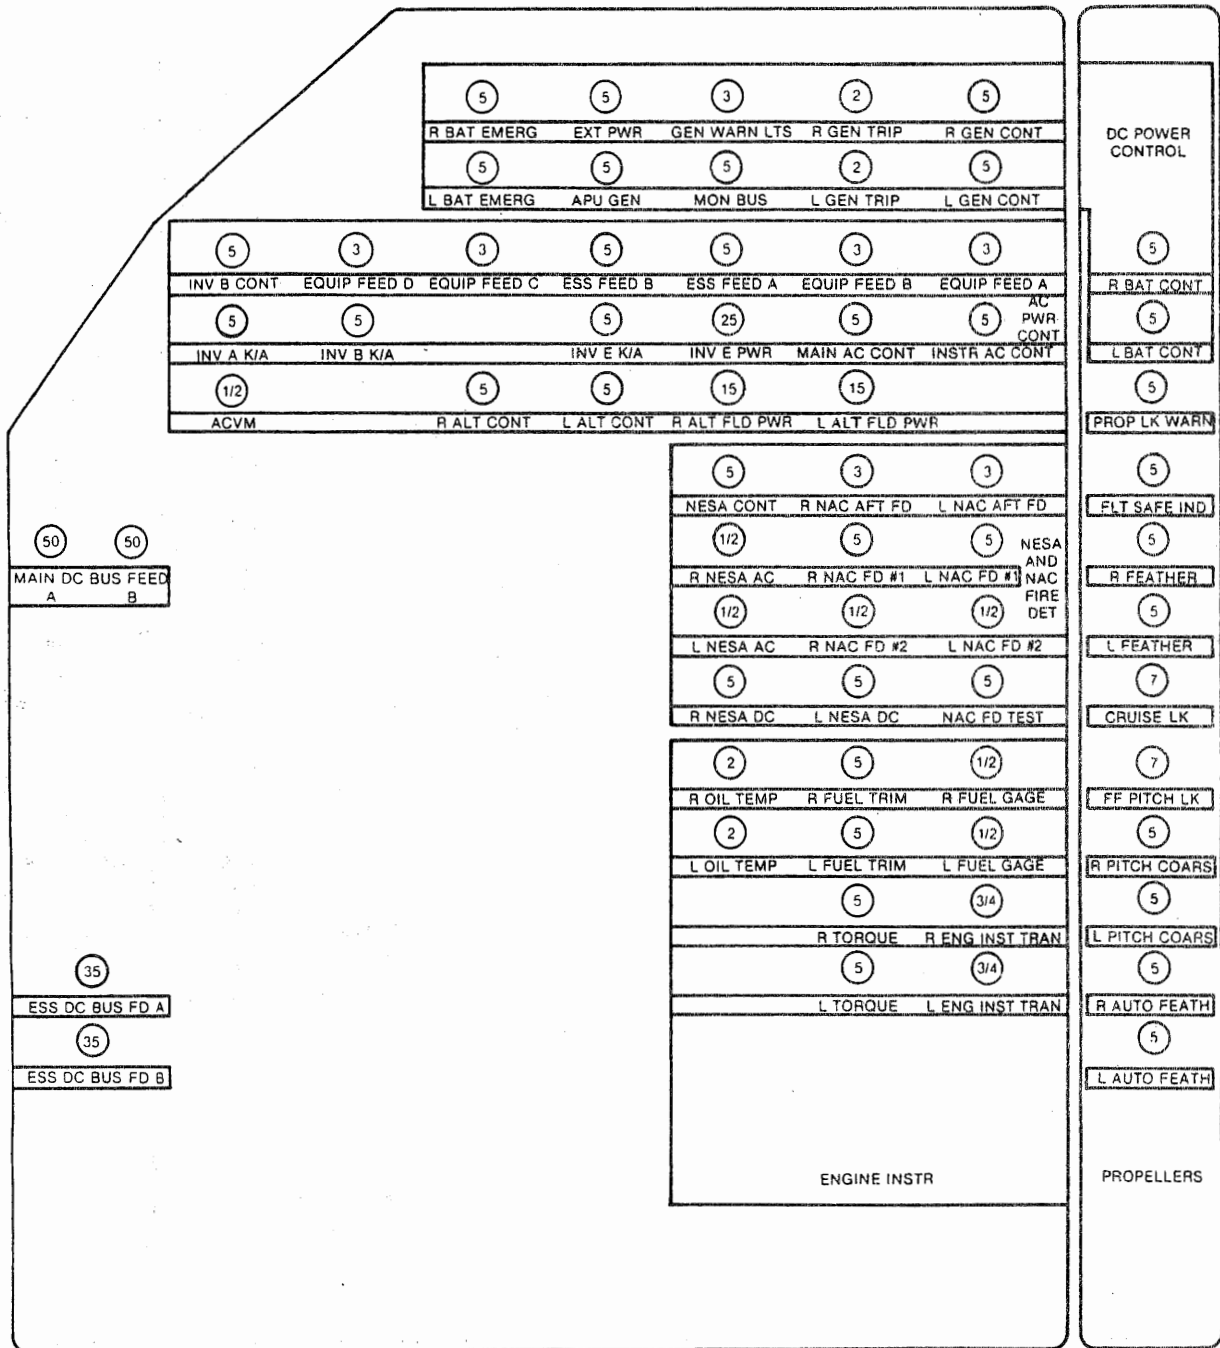 5 5 3 2 5
R BAT EMERG EXT PWR GEN WARN LTS R GEN TRIP R GEN CONT
DC POWER
CONTROL
5 5 5 2 5
L BAT EMERG APU GEN MON BUS L GEN TRIP L GEN CONT
5 3 3 5 5 3 3 5
INV B CONT EQUIP FEED D EQUIP FEED C ESS FEED B ESS FEED A EQUIP FEED B EQUIP FEED A R BAT CONT
AC
PWR
CONT
5 5 5 25 5 5 5
INV A K/A INV B K/A INV E K/A INV E PWR MAIN AC CONT INSTR AC CONT L BAT CONT
1/2 5 5 15 15 5
ACVM R ALT CONT L ALT CONT R ALT FLD PWR L ALT FLD PWR PROP LK WARN
5 3 3 5
NESA CONT R NAC AFT FD L NAC AFT FD FLT SAFE IND
50 50 1/2 5 5 5
MAIN DC BUS FEED
A B
R NESA AC R NAC FD #1 L NAC FD #1 R FEATHER
NESA
AND
NAC
FIRE
DET
1/2 1/2 1/2 5
L NESA AC R NAC FD #2 L NAC FD #2 L FEATHER
5 5 5 7
R NESA DC L NESA DC NAC FD TEST CRUISE LK
2 5 1/2 7
R OIL TEMP R FUEL TRIM R FUEL GAGE FF PITCH LK
2 5 1/2 5
L OIL TEMP L FUEL TRIM L FUEL GAGE R PITCH COARS
5 3/4 5
R TORQUE R ENG INST TRAN L PITCH COARS
35 5 3/4 5
ESS DC BUS FD A L TORQUE L ENG INST TRAN R AUTO FEATH
35 5
ESS DC BUS FD B L AUTO FEATH
ENGINE INSTR PROPELLERS